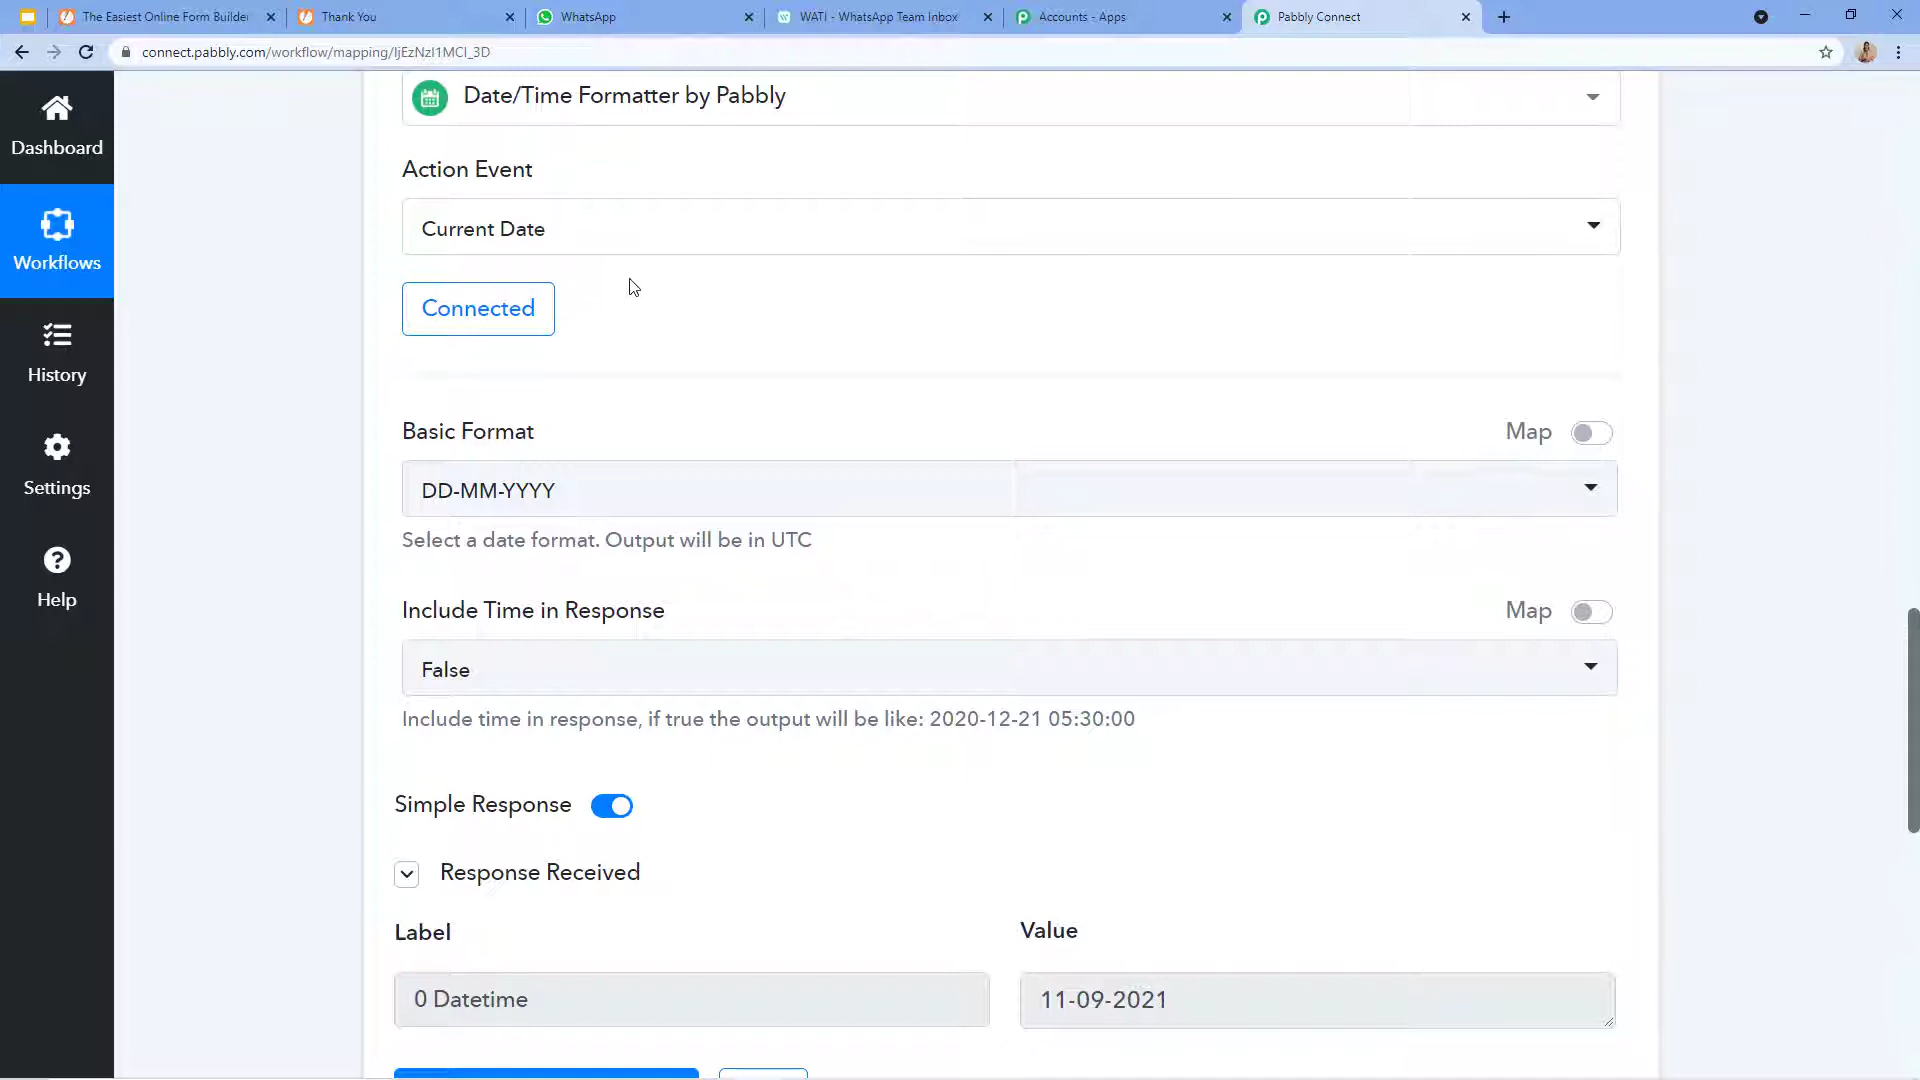 The Easiest Online Form Builder
Thank You
WhatsApp
WATI - WhatsApp Team Inbox
Accounts - Apps
Pabbly Connect
connect.pabbly.com/workflow/mapping/IjEzNzI1MCI_3D
Dashboard
Workflows
History
Settings
Help
Date/Time Formatter by Pabbly
Action Event
Current Date
Connected
Basic Format
Map
DD-MM-YYYY
Select a date format. Output will be in UTC
Include Time in Response
Map
False
Include time in response, if true the output will be like: 2020-12-21 05:30:00
Simple Response
Response Received
Label
Value
0 Datetime
11-09-2021